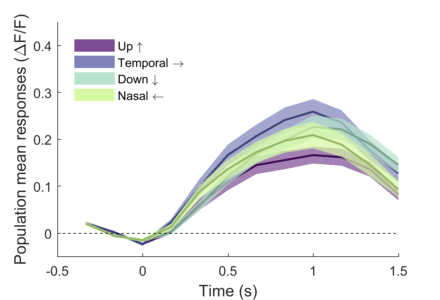 Population mean responses (ΔF/F)
0.4
0.3
0.2
0.1
0
Up ↑
Temporal →
Down ↓
Nasal ←
-0.5 0 0.5 1 1.5
Time (s)